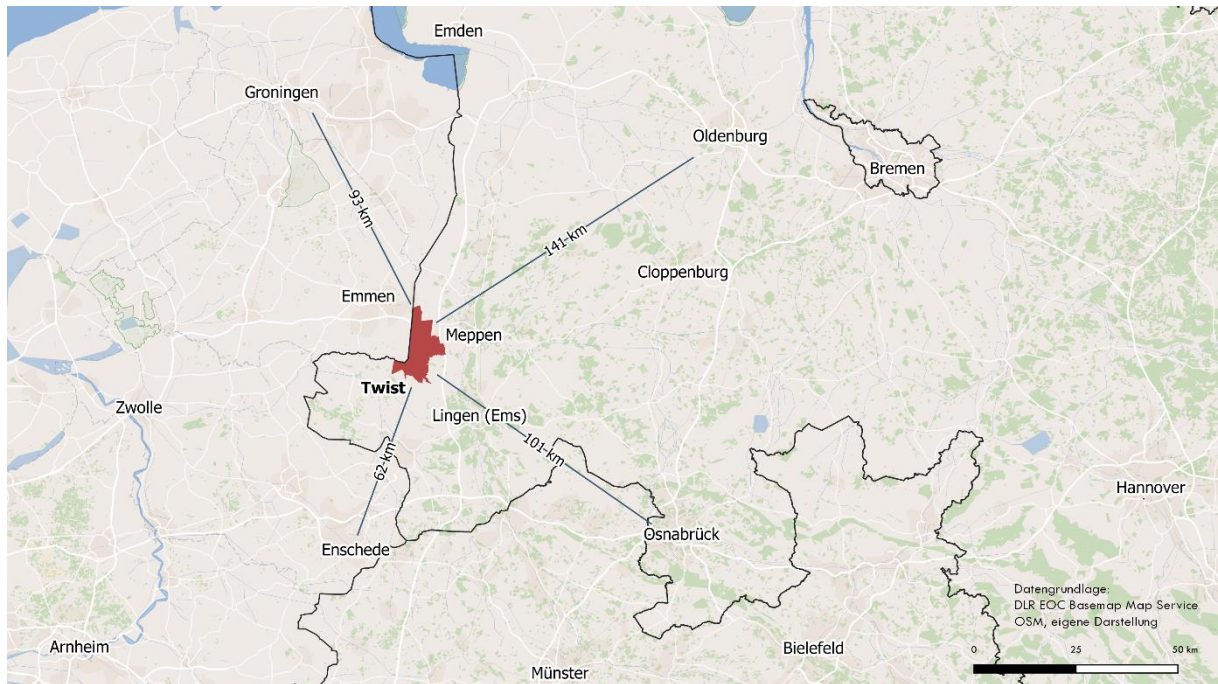 Emden
Groningen
Oldenburg
Bremen
93-km
141-km
Cloppenburg
Emmen
Meppen
Twist
Zwolle
Lingen (Ems)
101-km
62-km
Hannover
Osnabrück
Enschede
Datengrundlage:
DLR EOC Basemap Map Service
OSM, eigene Darstellung
Arnheim
Bielefeld
0 25 50 km
Münster